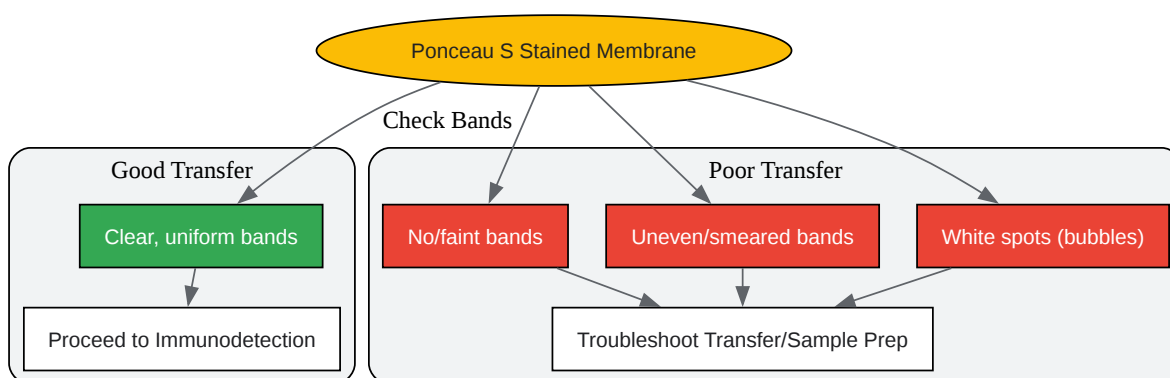 Ponceau S Stained Membrane
Check Bands
Good Transfer
Poor Transfer
Clear, uniform bands
No/faint bands
Uneven/smeared bands
White spots (bubbles)
Proceed to Immunodetection
Troubleshoot Transfer/Sample Prep